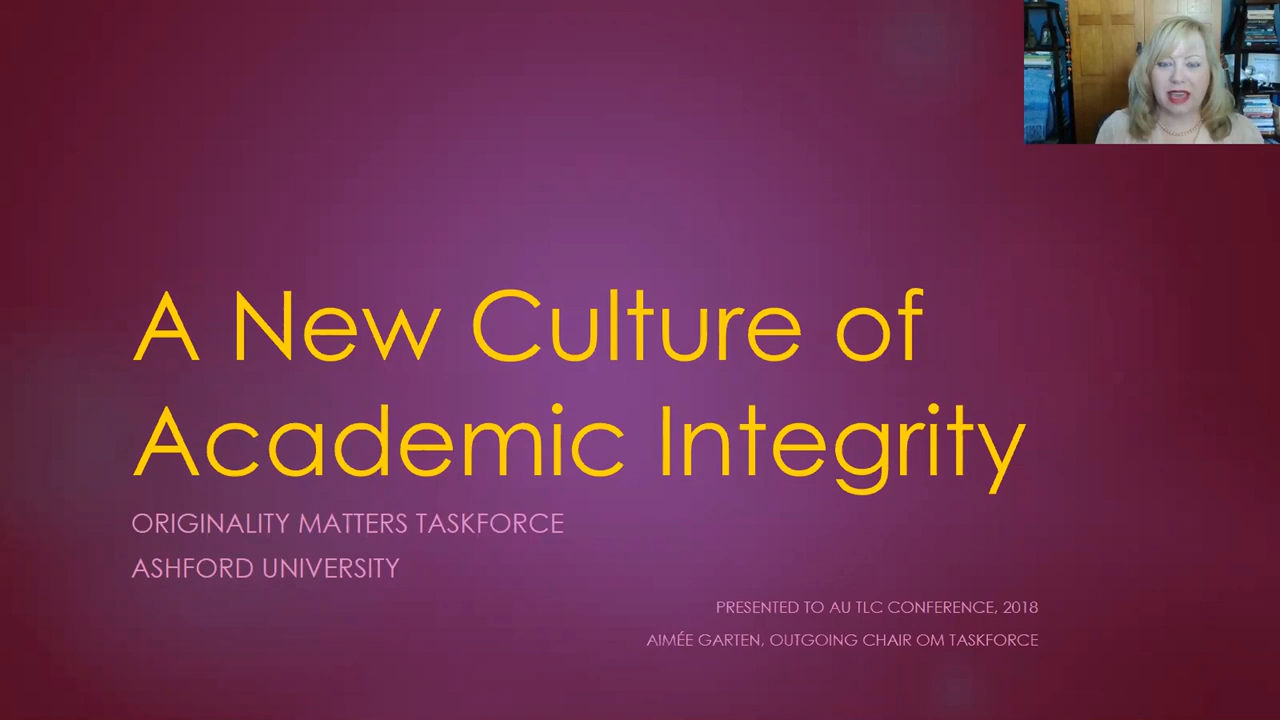 A New Culture of
Academic Integrity
ORIGINALITY MATTERS TASKFORCE
ASHFORD UNIVERSITY
PRESENTED TO AU TLC CONFERENCE, 2018
AIMÉE GARTEN, OUTGOING CHAIR OM TASKFORCE